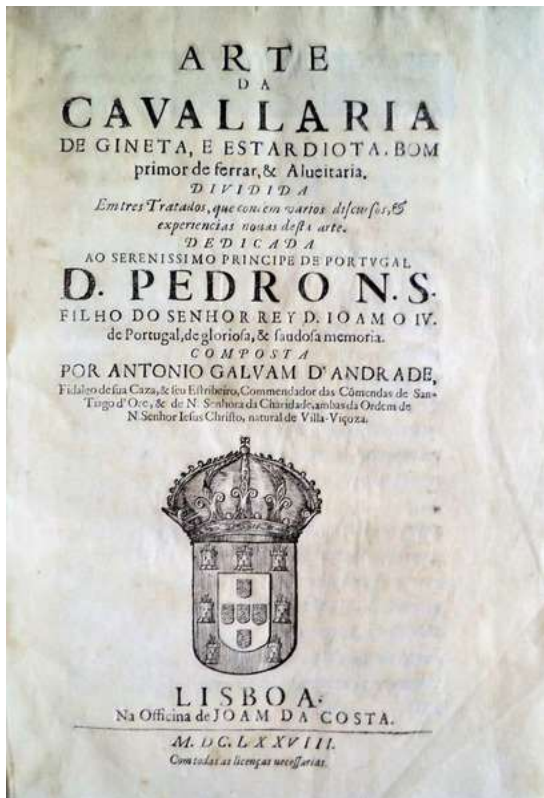 ARTE
DA
CAVALLARIA
DE GINETA, E ESTARDIOTA. BOM
primor de ferrar, & Alueitaria.
DIVIDIDA
Em tres Tratados, que contem varios discursos, &
experiencias nouas desta arte.
DEDICADA
AO SERENISSIMO PRINCIPE DE PORTVGAL
D. PEDRO N. S.
FILHO DO SENHOR REY D. IOAM O IV.
de Portugal, de gloriosa, & saudosa memoria.
COMPOSTA
POR ANTONIO GALVAM D'ANDRADE,
Fidalgo de sua Caza, & seu Estribeiro, Commendador das Cômendas de San-
Tiago d'Ore, & de N. Senhora da Charidade, ambas da Ordem de
N. Senhor Iesus Christo, natural de Villa-Viçoza.
LISBOA.
Na Officina de JOAM DA COSTA.
M. DC. LXXVIII.
Com todas as licenças necessarias.